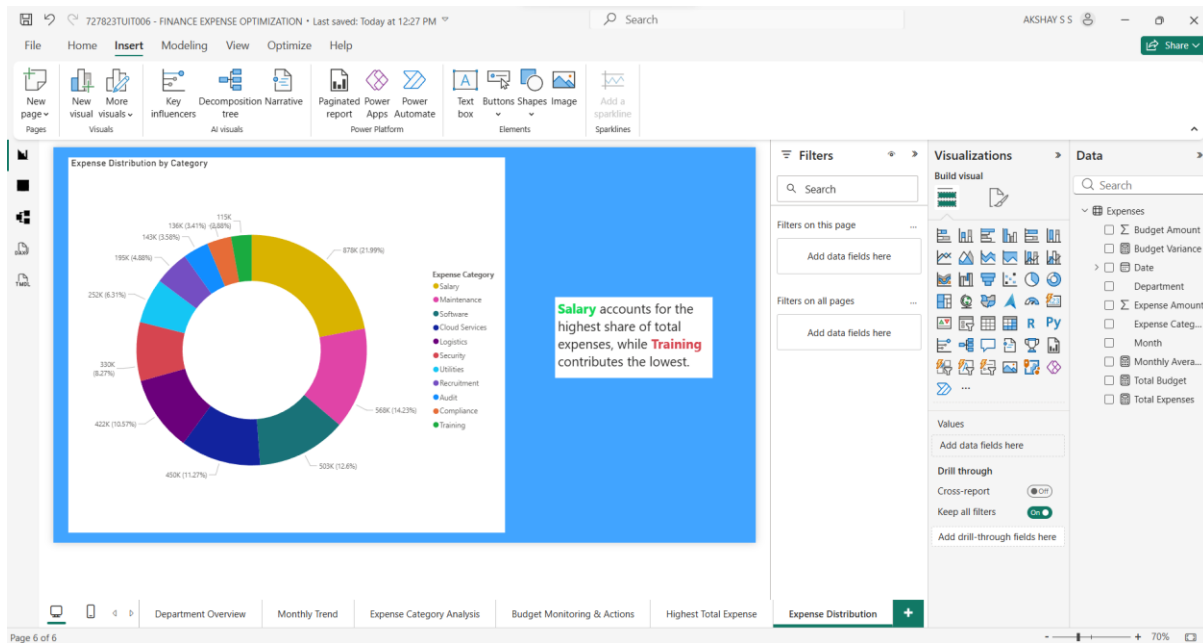 727823TUIT006 - FINANCE EXPENSE OPTIMIZATION • Last saved: Today at 12:27 PM
Search
AKSHAY S S
File Home Insert Modeling View Optimize Help
Share
New page
New visual
More visuals
Key influencers
Decomposition tree
Narrative
Paginated report
Power Apps
Power Automate
Text box
Buttons
Shapes
Image
Add a sparkline
Pages
Visuals
AI visuals
Power Platform
Elements
Sparklines
TMDL
Expense Distribution by Category
115K
136K (3.41%)
143K (3.58%)
195K (4.88%)
252K (6.31%)
330K
(8.27%)
422K (10.57%)
450K (11.27%)
503K (12.6%)
568K (14.23%)
878K (21.99%)
Expense Category
Salary
Maintenance
Software
Cloud Services
Logistics
Security
Utilities
Recruitment
Audit
Compliance
Training
Salary accounts for the
highest share of total
expenses, while Training
contributes the lowest.
Filters
Search
Filters on this page
...
Add data fields here
Filters on all pages
...
Add data fields here
Visualizations
Build visual
R Py
...
Values
Add data fields here
Drill through
Cross-report Off
Keep all filters On
Add drill-through fields here
Data
Search
Expenses
Budget Amount
Budget Variance
Date
Department
Expense Amount
Expense Categ...
Month
Monthly Avera...
Total Budget
Total Expenses
Department Overview
Monthly Trend
Expense Category Analysis
Budget Monitoring & Actions
Highest Total Expense
Expense Distribution
+
Page 6 of 6
- + 70%